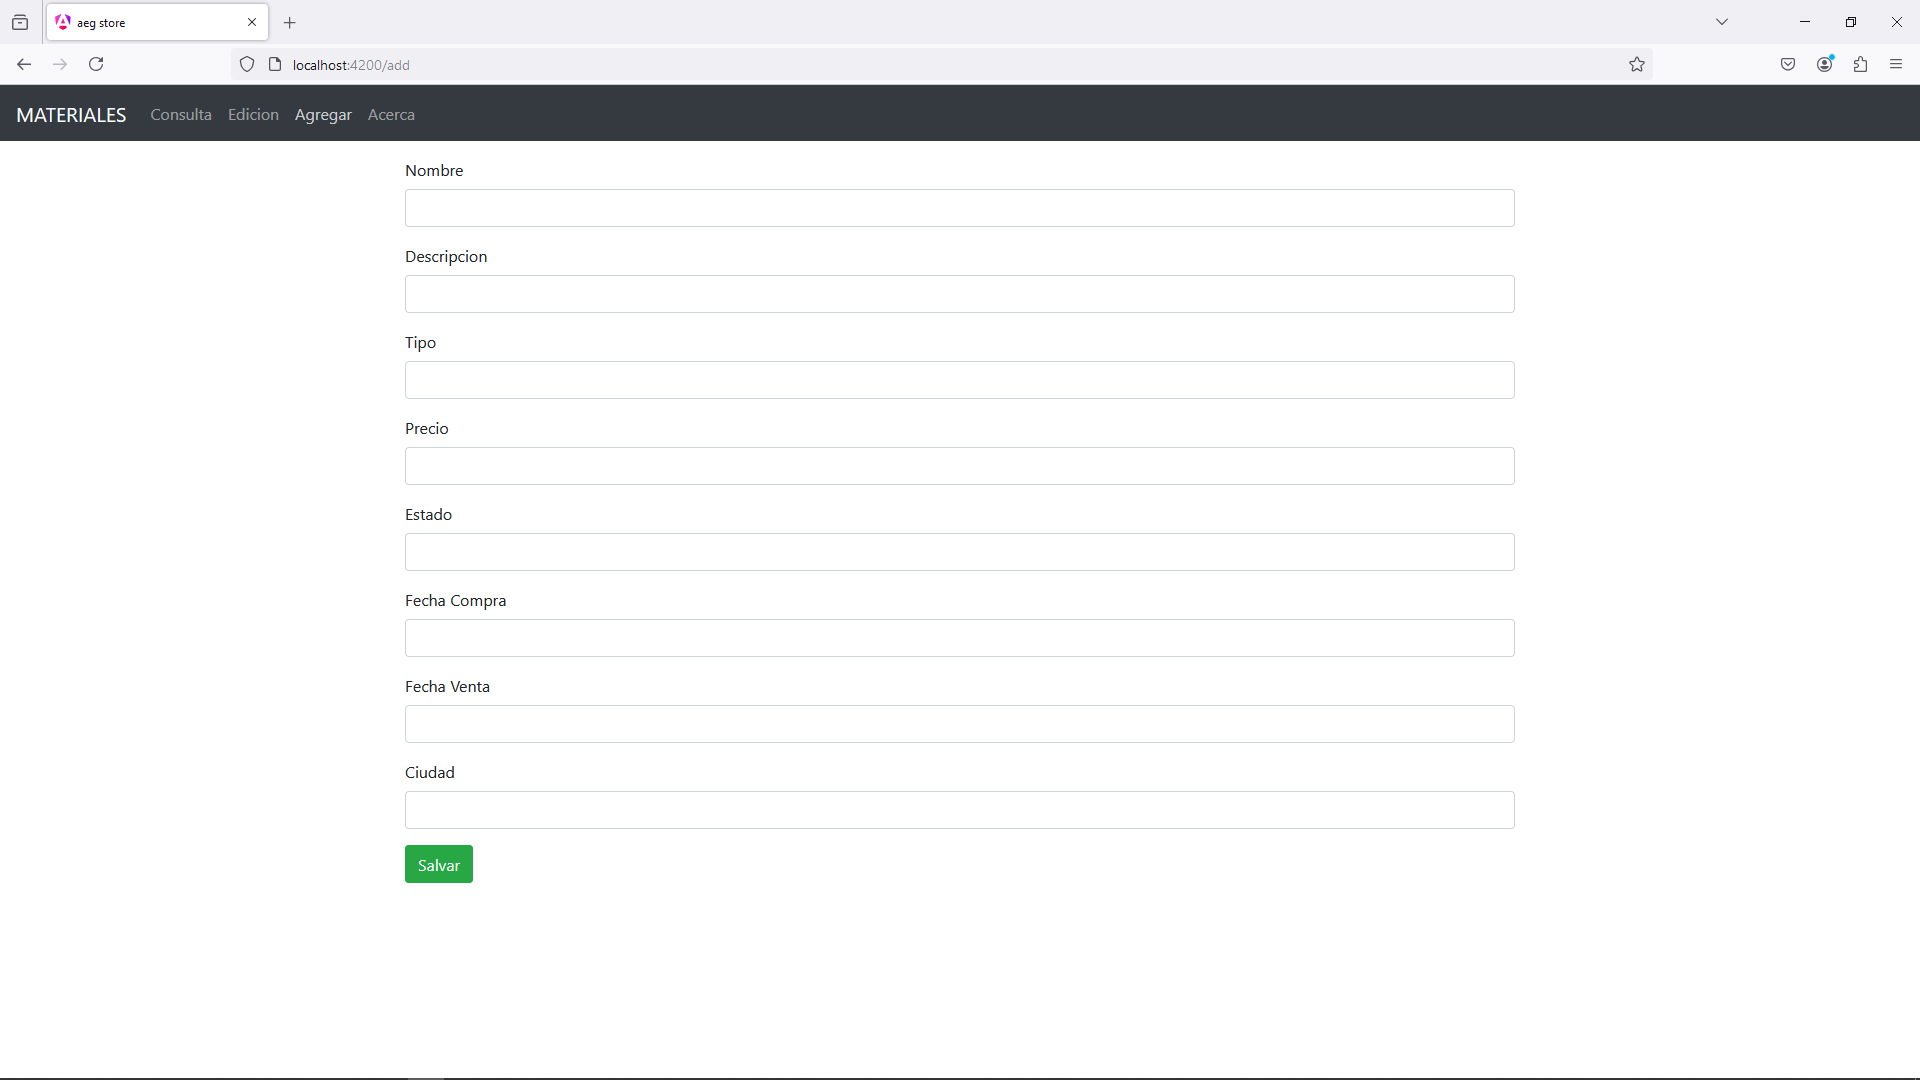 aeg store
localhost:4200/add
MATERIALES Consulta Edicion Agregar Acerca
Nombre
Descripcion
Tipo
Precio
Estado
Fecha Compra
Fecha Venta
Ciudad
Salvar